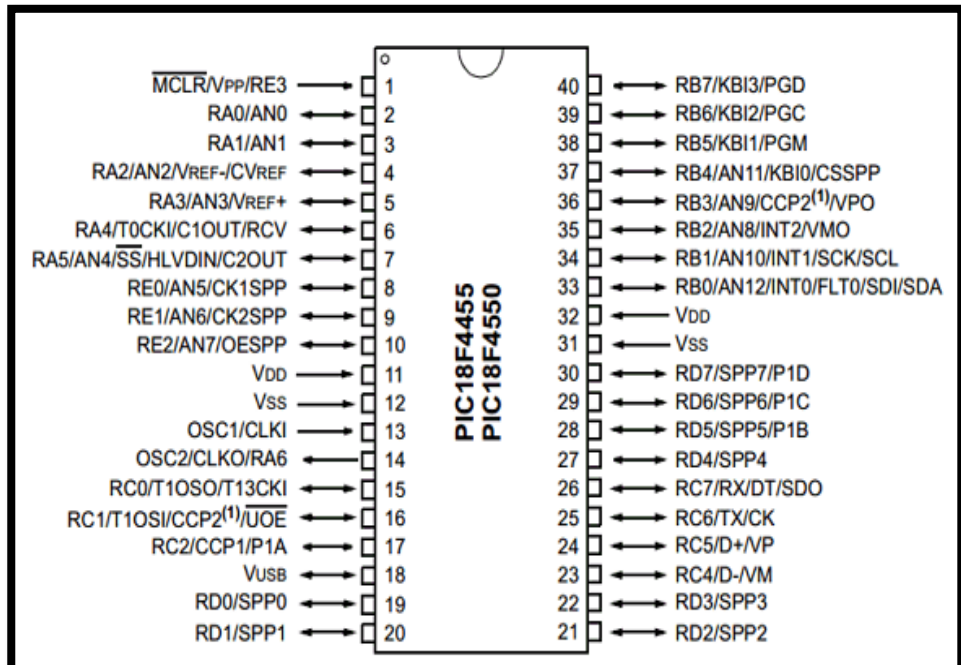 MCLR/VPP/RE3 1
RA0/AN0 2
RA1/AN1 3
RA2/AN2/VREF-/CVREF 4
RA3/AN3/VREF+ 5
RA4/T0CKI/C1OUT/RCV 6
RA5/AN4/SS/HLVDIN/C2OUT 7
RE0/AN5/CK1SPP 8
RE1/AN6/CK2SPP 9
RE2/AN7/OESPP 10
VDD 11
VSS 12
OSC1/CLKI 13
OSC2/CLKO/RA6 14
RC0/T1OSO/T13CKI 15
RC1/T1OSI/CCP2(1)/UOE 16
RC2/CCP1/P1A 17
VUSB 18
RD0/SPP0 19
RD1/SPP1 20
PIC18F4455
PIC18F4550
40 RB7/KBI3/PGD
39 RB6/KBI2/PGC
38 RB5/KBI1/PGM
37 RB4/AN11/KBI0/CSSPP
36 RB3/AN9/CCP2(1)/VPO
35 RB2/AN8/INT2/VMO
34 RB1/AN10/INT1/SCK/SCL
33 RB0/AN12/INT0/FLT0/SDI/SDA
32 VDD
31 VSS
30 RD7/SPP7/P1D
29 RD6/SPP6/P1C
28 RD5/SPP5/P1B
27 RD4/SPP4
26 RC7/RX/DT/SDO
25 RC6/TX/CK
24 RC5/D+/VP
23 RC4/D-/VM
22 RD3/SPP3
21 RD2/SPP2